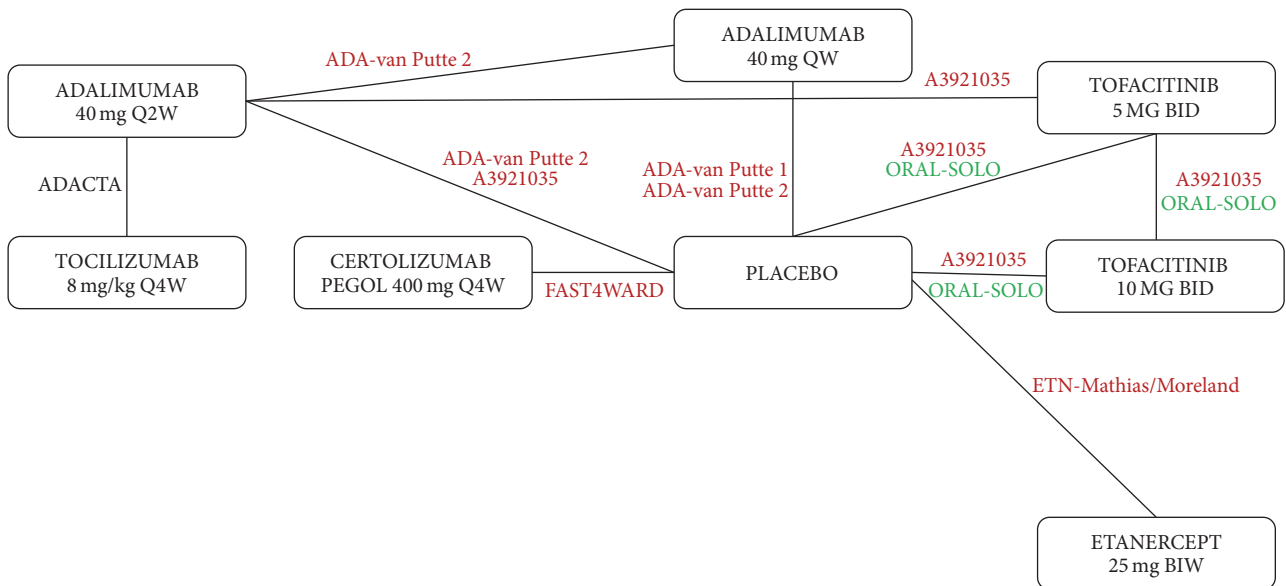 ADALIMUMAB
40 mg QW
ADA-van Putte 2
ADALIMUMAB
40 mg Q2W
A3921035
TOFACITINIB
5 MG BID
ADACTA
ADA-van Putte 2
A3921035
ADA-van Putte 1
ADA-van Putte 2
A3921035
ORAL-SOLO
A3921035
ORAL-SOLO
TOCILIZUMAB
8 mg/kg Q4W
CERTOLIZUMAB
PEGOL 400 mg Q4W
FAST4WARD
PLACEBO
A3921035
ORAL-SOLO
TOFACITINIB
10 MG BID
ETN-Mathias/Moreland
ETANERCEPT
25 mg BIW